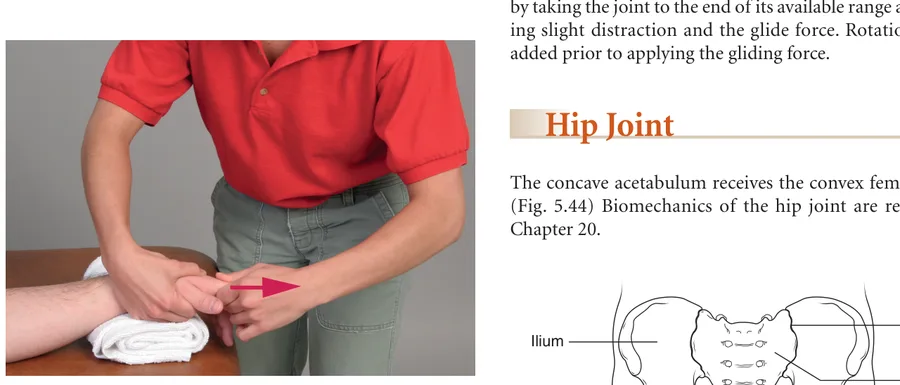 by taking the joint to the end of its available range a
ing slight distraction and the glide force. Rotatio
added prior to applying the gliding force.
Hip Joint
The concave acetabulum receives the convex fem
(Fig. 5.44) Biomechanics of the hip joint are re
Chapter 20.
Ilium